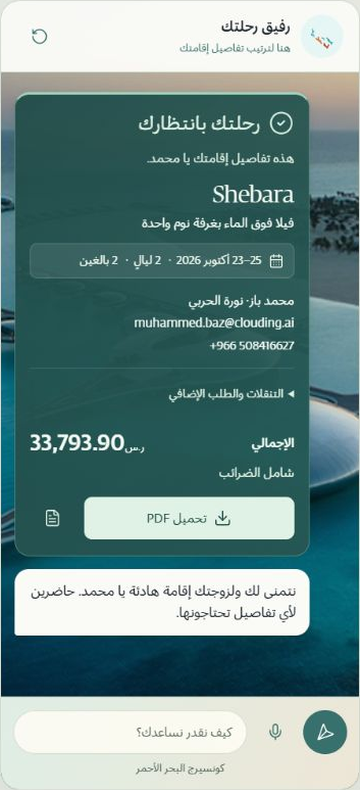 رفيق رحلتك
هنا لترتيب تفاصيل إقامتك
رحلتك بانتظارك
هذه تفاصيل إقامتك يا محمد.
Shebara
فيلا فوق الماء بغرفة نوم واحدة
23–25 أكتوبر 2026 · 2 ليالٍ · 2 بالغين
محمد باز · نورة الحربي
muhammed.baz@clouding.ai
+966 508416627
التنقلات والطلب الإضافي
الإجمالي 33,793.90 ر.س
شامل الضرائب
تحميل PDF
نتمنى لك ولزوجتك إقامة هادئة يا محمد. حاضرين
لأي تفاصيل تحتاجونها.
كيف نقدر نساعدك؟
كونسيرج البحر الأحمر